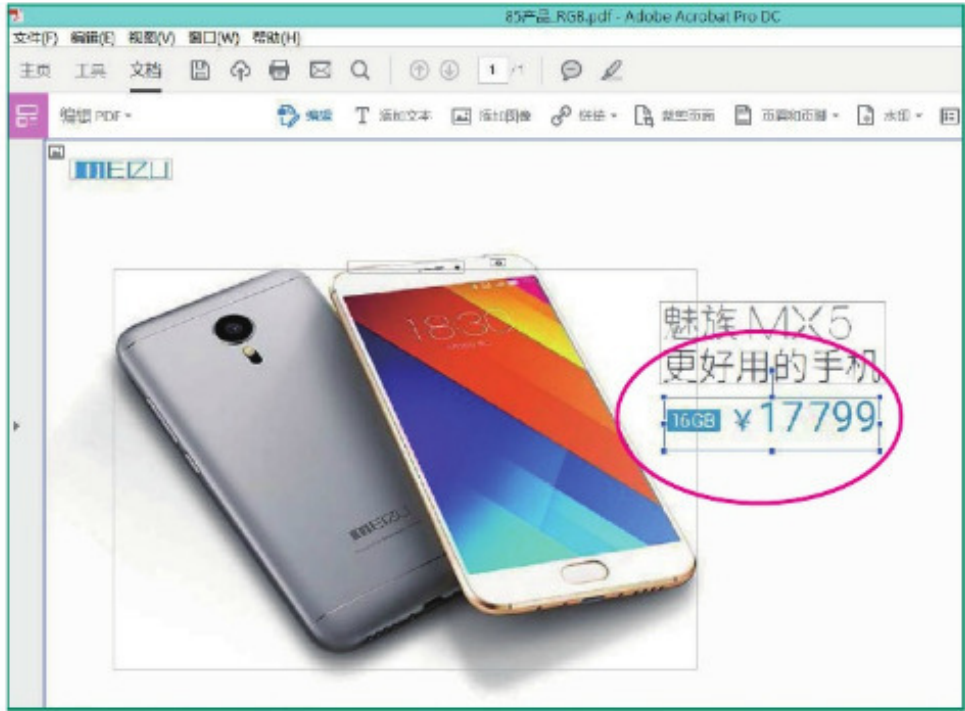 85产品_RGB.pdf - Adobe Acrobat Pro DC
文件(F) 编辑(E) 视图(V) 窗口(W) 帮助(H)
主页 工具 文档 1 /1
编辑 PDF 编辑 添加文本 添加图像 链接 裁剪页面 页眉和页脚 水印
MEIZU
18:30
魅族 MX5
更好用的手机
16GB ¥17799
MEIZU